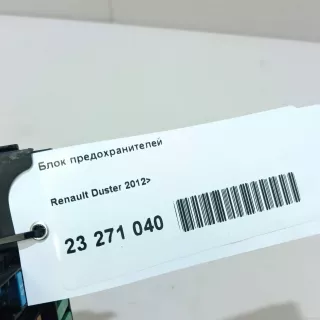 Блок предохранителей
Renault Duster 2012>
23 271 040